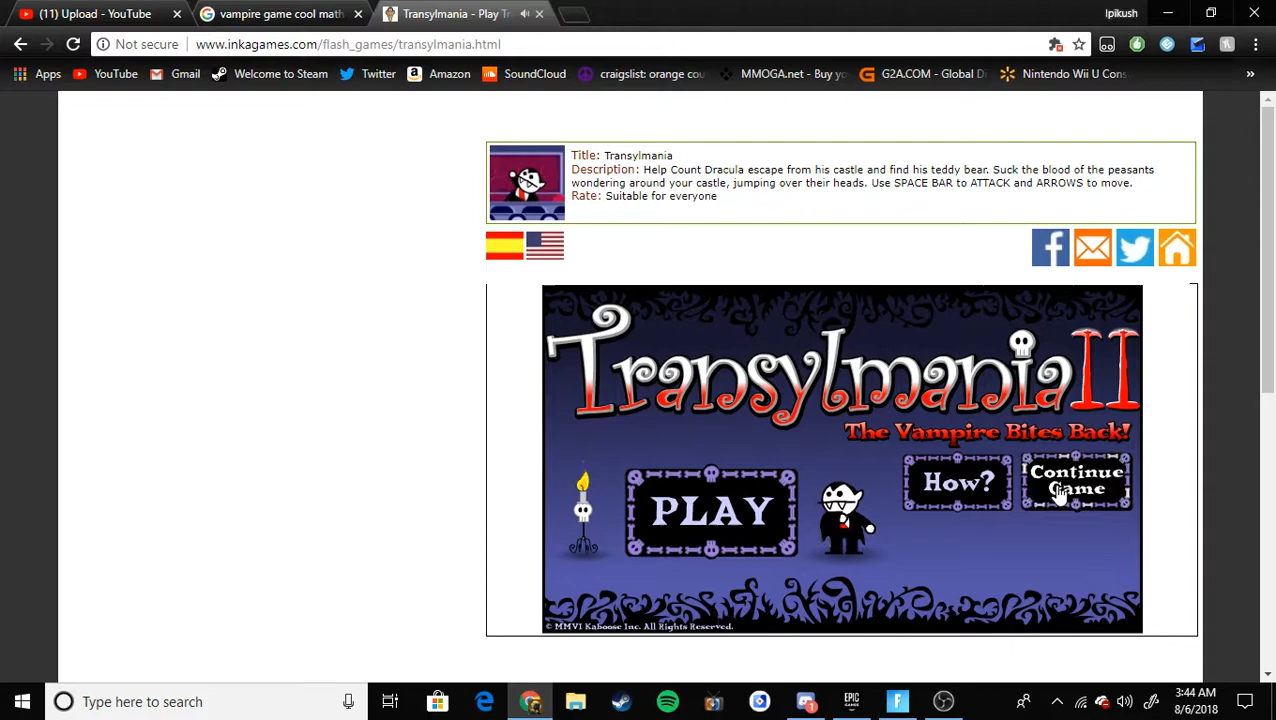 (11) Upload - YouTube
vampire game cool math
Transylmania - Play Tr
Ipikush
Not secure
www.inkagames.com/flash_games/transylmania.html
Apps
YouTube
Gmail
Welcome to Steam
Twitter
Amazon
SoundCloud
craigslist: orange cou
MMOGA.net - Buy yo
G2A.COM - Global Di
Nintendo Wii U Cons
»
Title: Transylmania
Description: Help Count Dracula escape from his castle and find his teddy bear. Suck the blood of the peasants
wondering around your castle, jumping over their heads. Use SPACE BAR to ATTACK and ARROWS to move.
Rate: Suitable for everyone
Transylmania II
The Vampire Bites Back!
PLAY
How?
Continue
Game
© MMVI Kaboose Inc. All Rights Reserved.
Type here to search
EPIC
GAMES
3:44 AM
8/6/2018